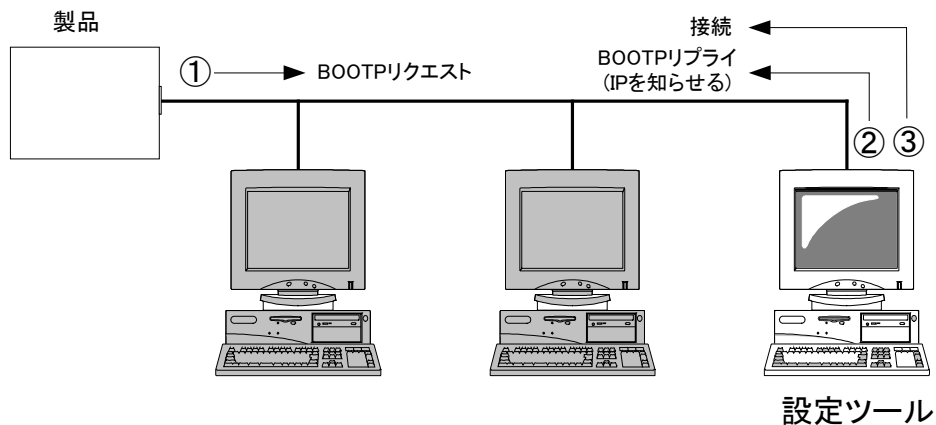 製品
① BOOTPリクエスト
接続
BOOTPリプライ
(IPを知らせる)
② ③
設定ツール